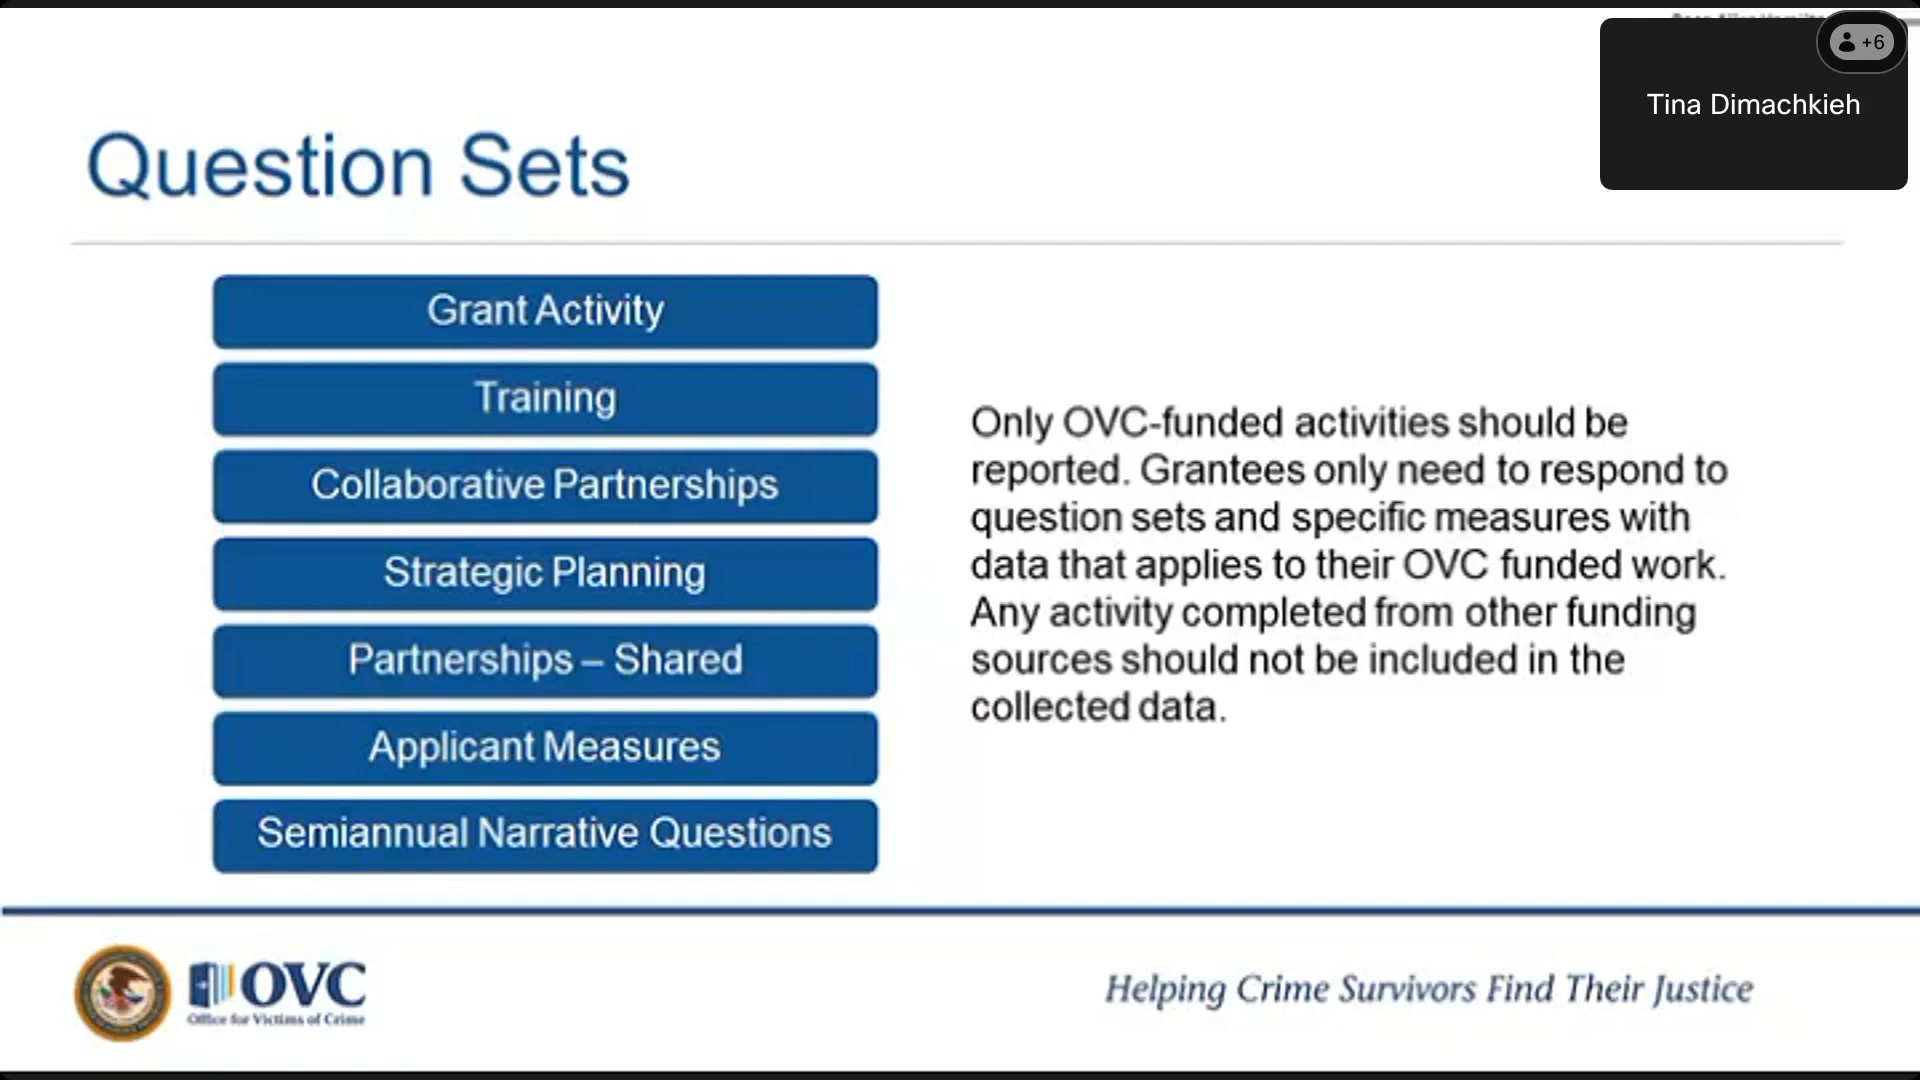 +6
Tina Dimachkieh
Question Sets
Grant Activity
Training
Collaborative Partnerships
Strategic Planning
Partnerships – Shared
Applicant Measures
Semiannual Narrative Questions
Only OVC-funded activities should be
reported. Grantees only need to respond to
question sets and specific measures with
data that applies to their OVC funded work.
Any activity completed from other funding
sources should not be included in the
collected data.
OVC
Office for Victims of Crime
Helping Crime Survivors Find Their Justice